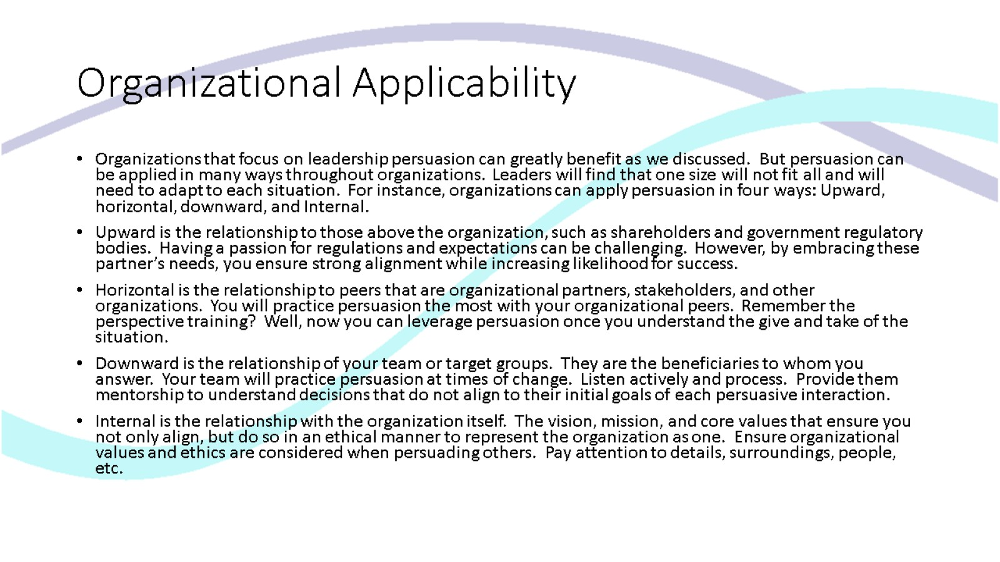 Organizational Applicability
• Organizations that focus on leadership persuasion can greatly benefit as we discussed.  But persuasion can
be applied in many ways throughout organizations.  Leaders will find that one size will not fit all and will
need to adapt to each situation.  For instance, organizations can apply persuasion in four ways: Upward,
horizontal, downward, and Internal.
• Upward is the relationship to those above the organization, such as shareholders and government regulatory
bodies.  Having a passion for regulations and expectations can be challenging.  However, by embracing these
partner’s needs, you ensure strong alignment while increasing likelihood for success.
• Horizontal is the relationship to peers that are organizational partners, stakeholders, and other
organizations.  You will practice persuasion the most with your organizational peers.  Remember the
perspective training?  Well, now you can leverage persuasion once you understand the give and take of the
situation.
• Downward is the relationship of your team or target groups.  They are the beneficiaries to whom you
answer.  Your team will practice persuasion at times of change.  Listen actively and process.  Provide them
mentorship to understand decisions that do not align to their initial goals of each persuasive interaction.
• Internal is the relationship with the organization itself.  The vision, mission, and core values that ensure you
not only align, but do so in an ethical manner to represent the organization as one.  Ensure organizational
values and ethics are considered when persuading others.  Pay attention to details, surroundings, people,
etc.